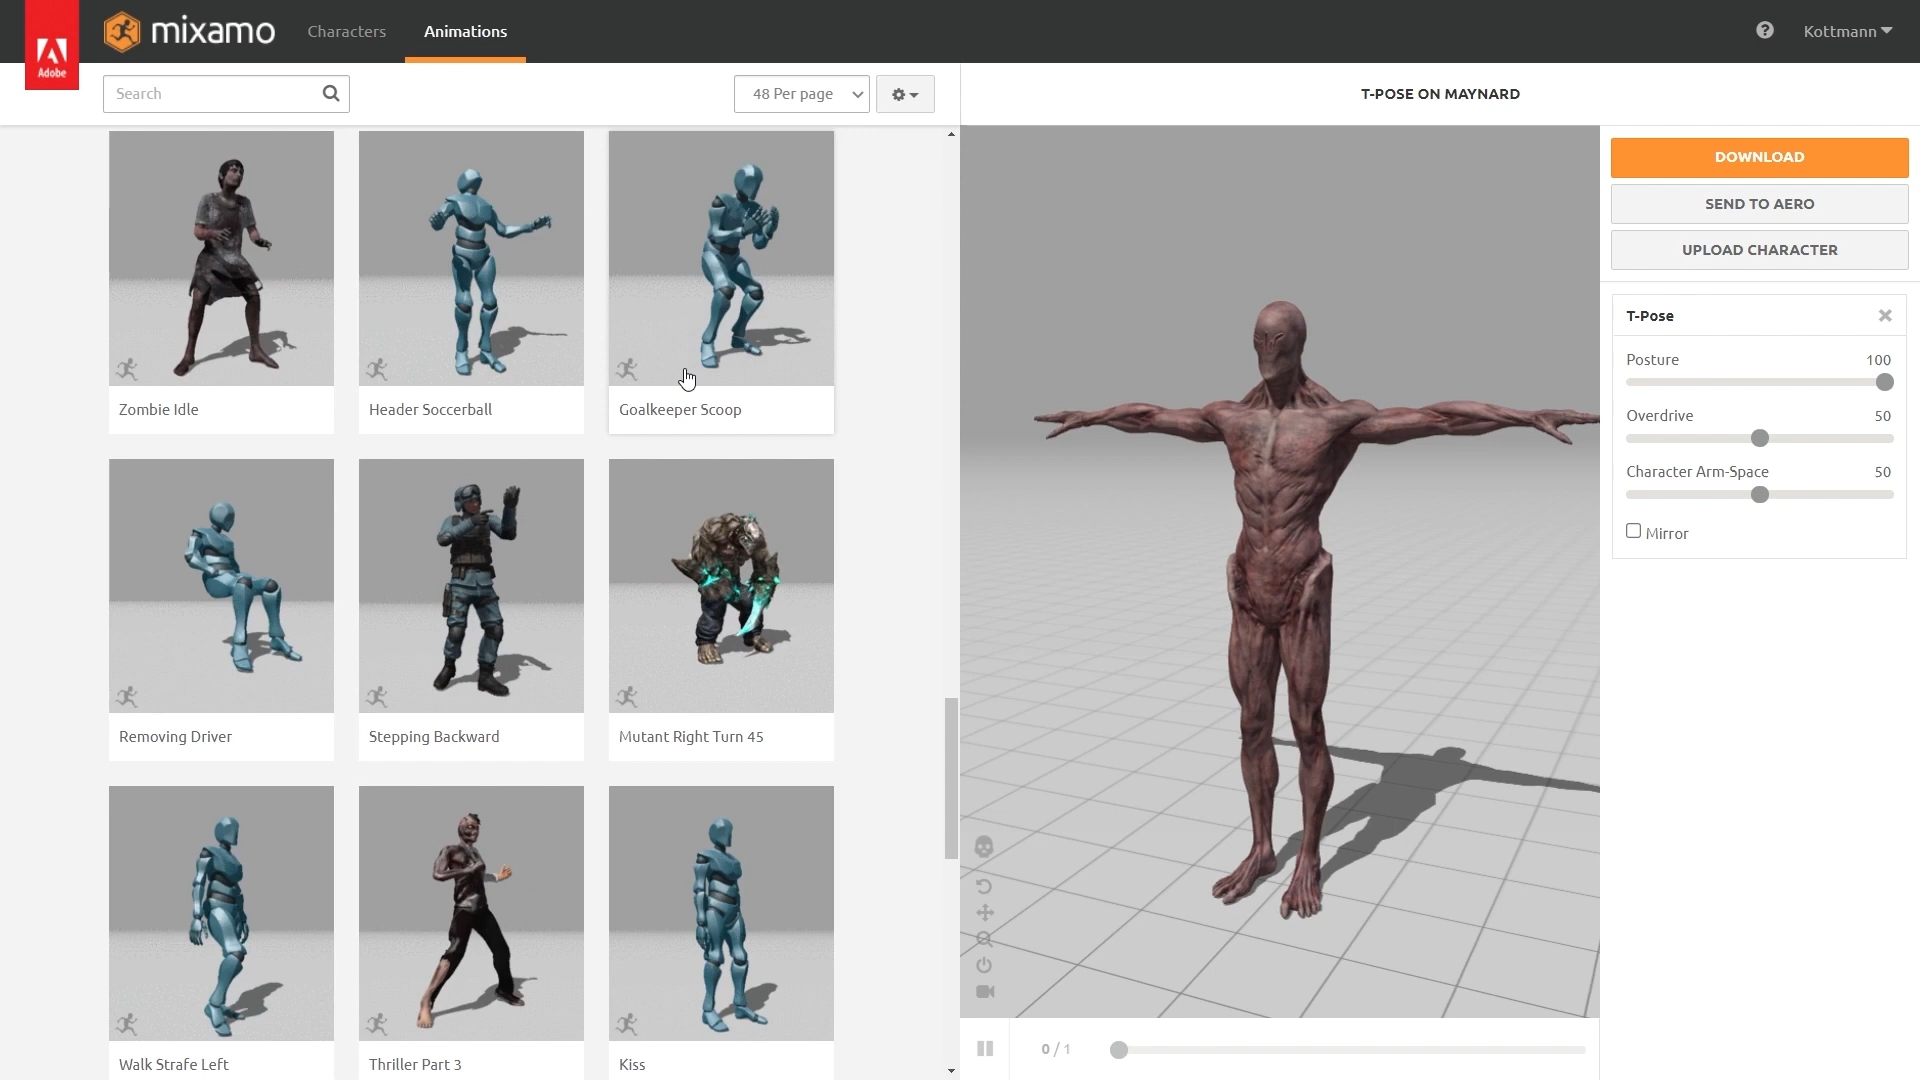 Adobe
mixamo
Characters
Animations
Kottmann
Search
48 Per page
T-POSE ON MAYNARD
DOWNLOAD
SEND TO AERO
UPLOAD CHARACTER
T-Pose
Posture 100
Overdrive 50
Character Arm-Space 50
Mirror
Zombie Idle
Header Soccerball
Goalkeeper Scoop
Removing Driver
Stepping Backward
Mutant Right Turn 45
Walk Strafe Left
Thriller Part 3
Kiss
0 / 1